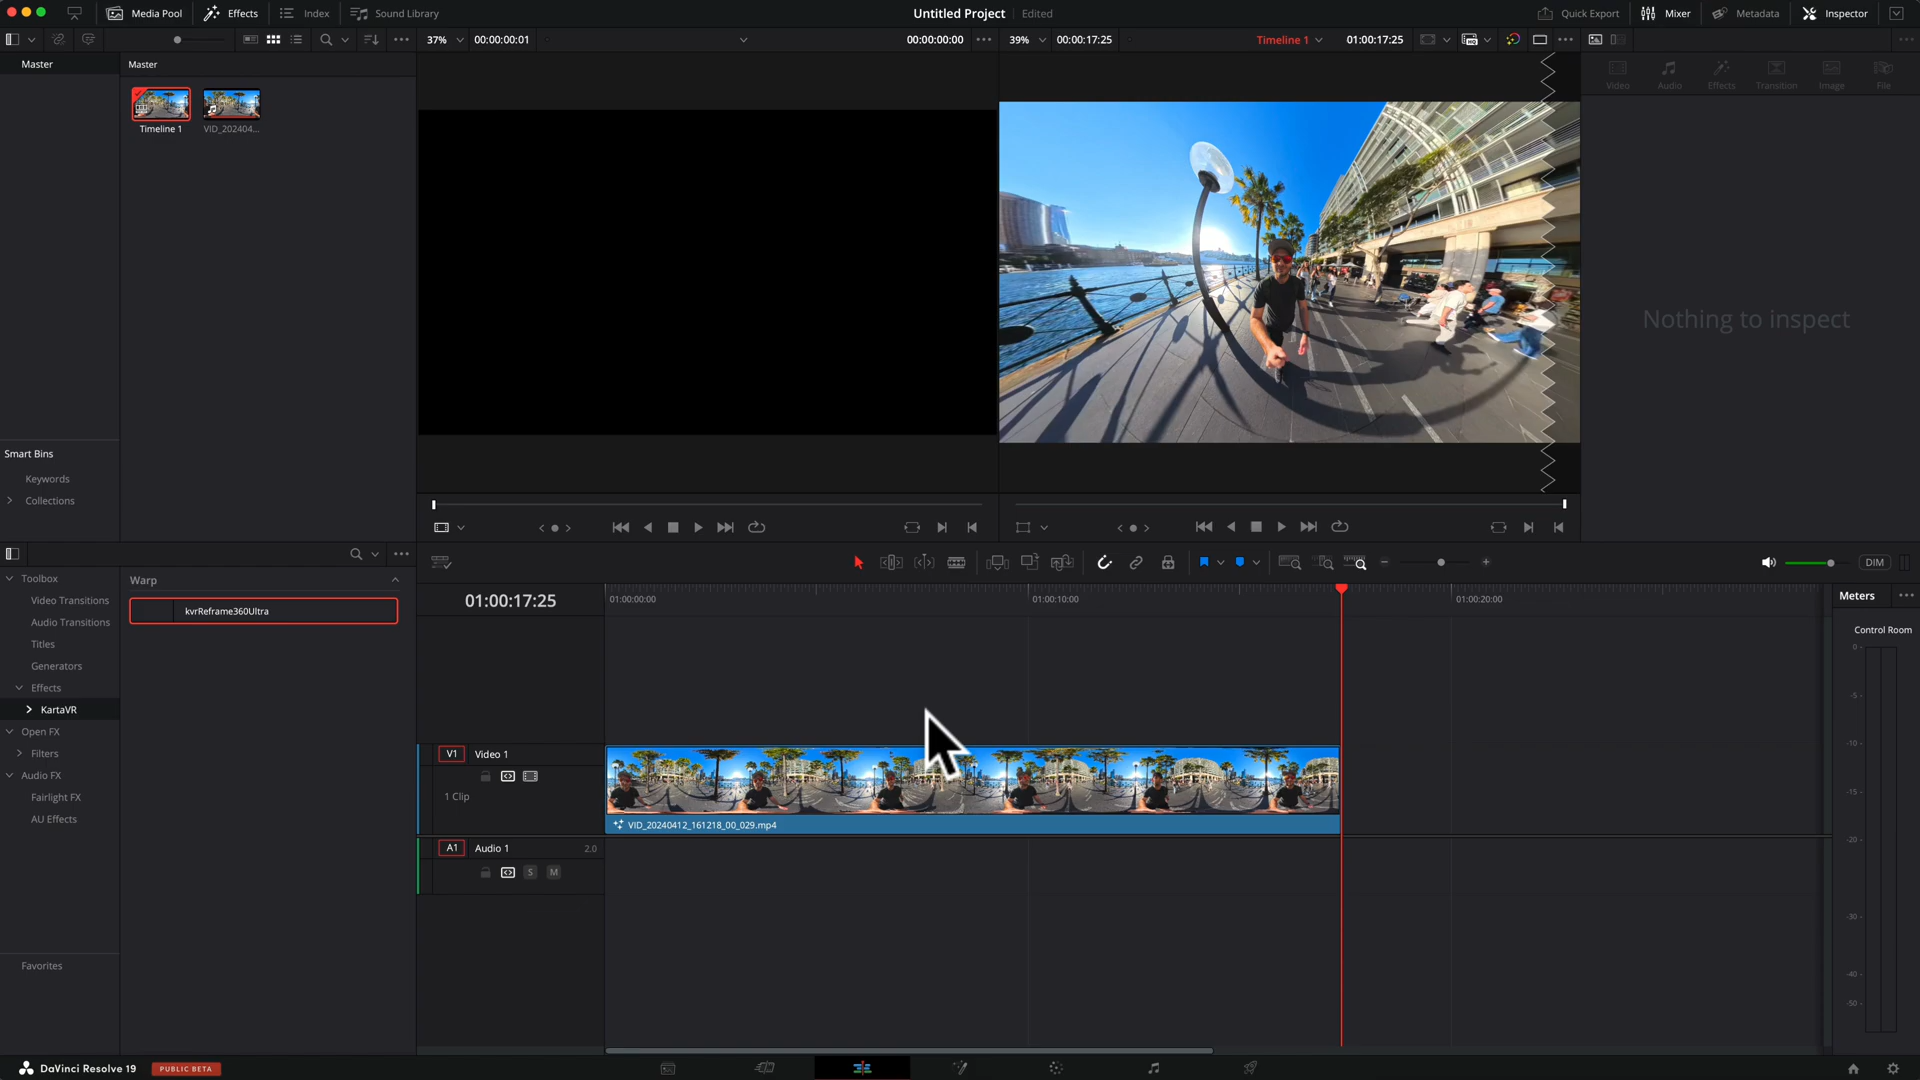 Media Pool
Effects
Index
Sound Library
Untitled Project
Edited
Quick Export
Mixer
Metadata
Inspector
37%
00:00:00:01
00:00:00:00
39%
00:00:17:25
Timeline 1
01:00:17:25
Master
Master
Timeline 1
VID_202404...
Video
Audio
Effects
Transition
Image
File
Nothing to inspect
Smart Bins
Keywords
Collections
DIM
Toolbox
Video Transitions
Audio Transitions
Titles
Generators
Effects
KartaVR
Open FX
Filters
Audio FX
Fairlight FX
AU Effects
Favorites
Warp
kvrReframe360Ultra
01:00:17:25
01:00:00:00
01:00:10:00
01:00:20:00
V1
Video 1
1 Clip
VID_20240412_161218_00_029.mp4
A1
Audio 1
2.0
S
M
Meters
Control Room
0
-5
-10
-15
-20
-30
-40
-50
DaVinci Resolve 19
PUBLIC BETA